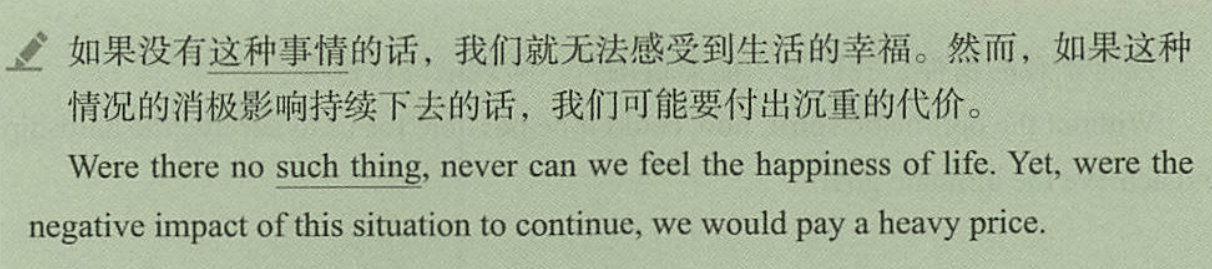 如果没有这种事情的话，我们就无法感受到生活的幸福。然而，如果这种
情况的消极影响持续下去的话，我们可能要付出沉重的代价。
Were there no such thing, never can we feel the happiness of life. Yet, were the
negative impact of this situation to continue, we would pay a heavy price.